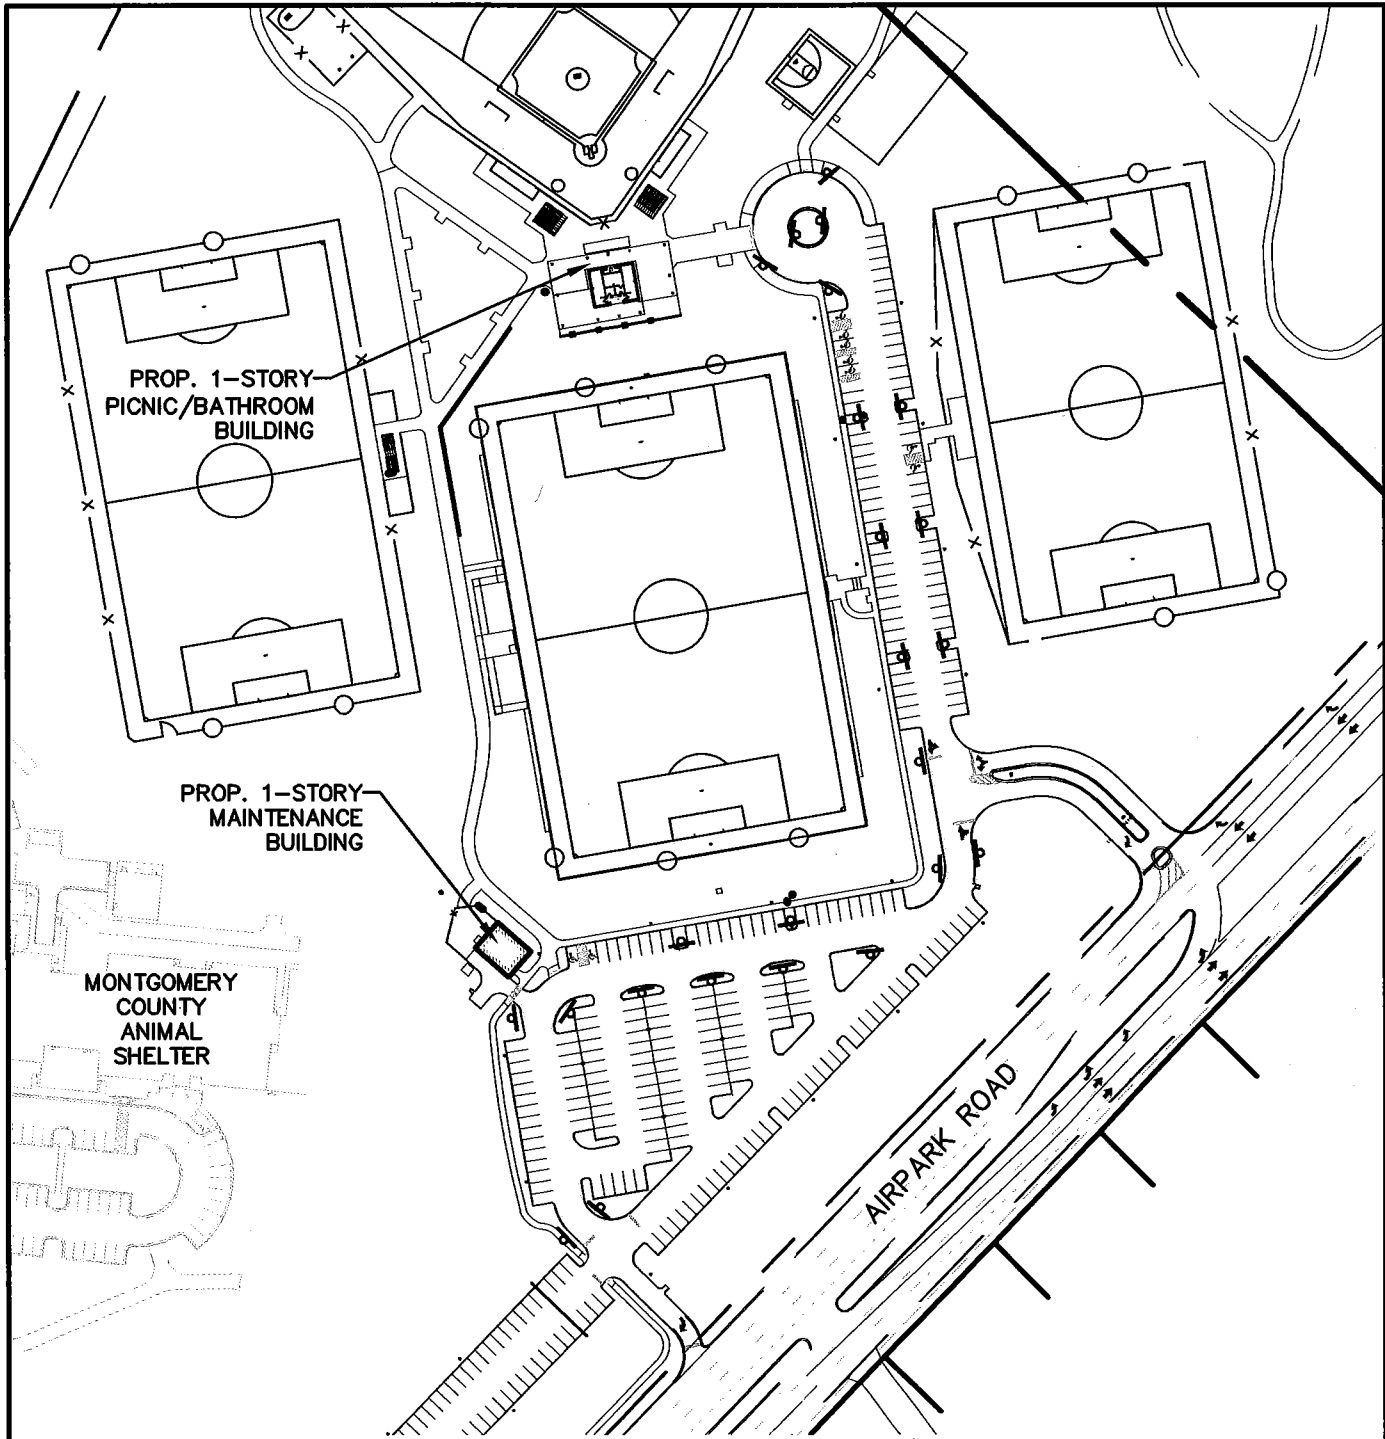 PROP. 1-STORY
PICNIC/BATHROOM
BUILDING
PROP. 1-STORY
MAINTENANCE
BUILDING
MONTGOMERY
COUNTY
ANIMAL
SHELTER
AIRPARK ROAD